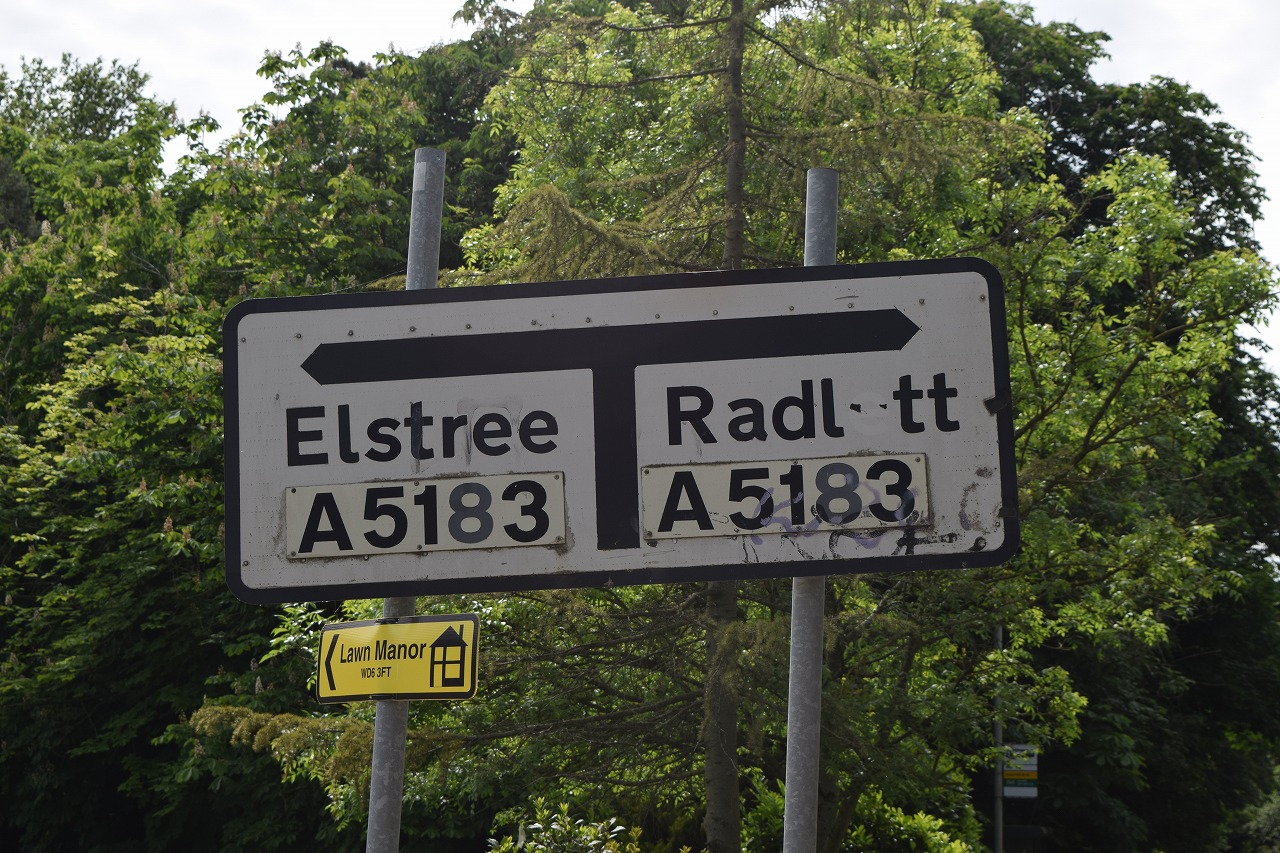 Elstree
A5183
Radl tt
A5183
Lawn Manor
WD6 3FT